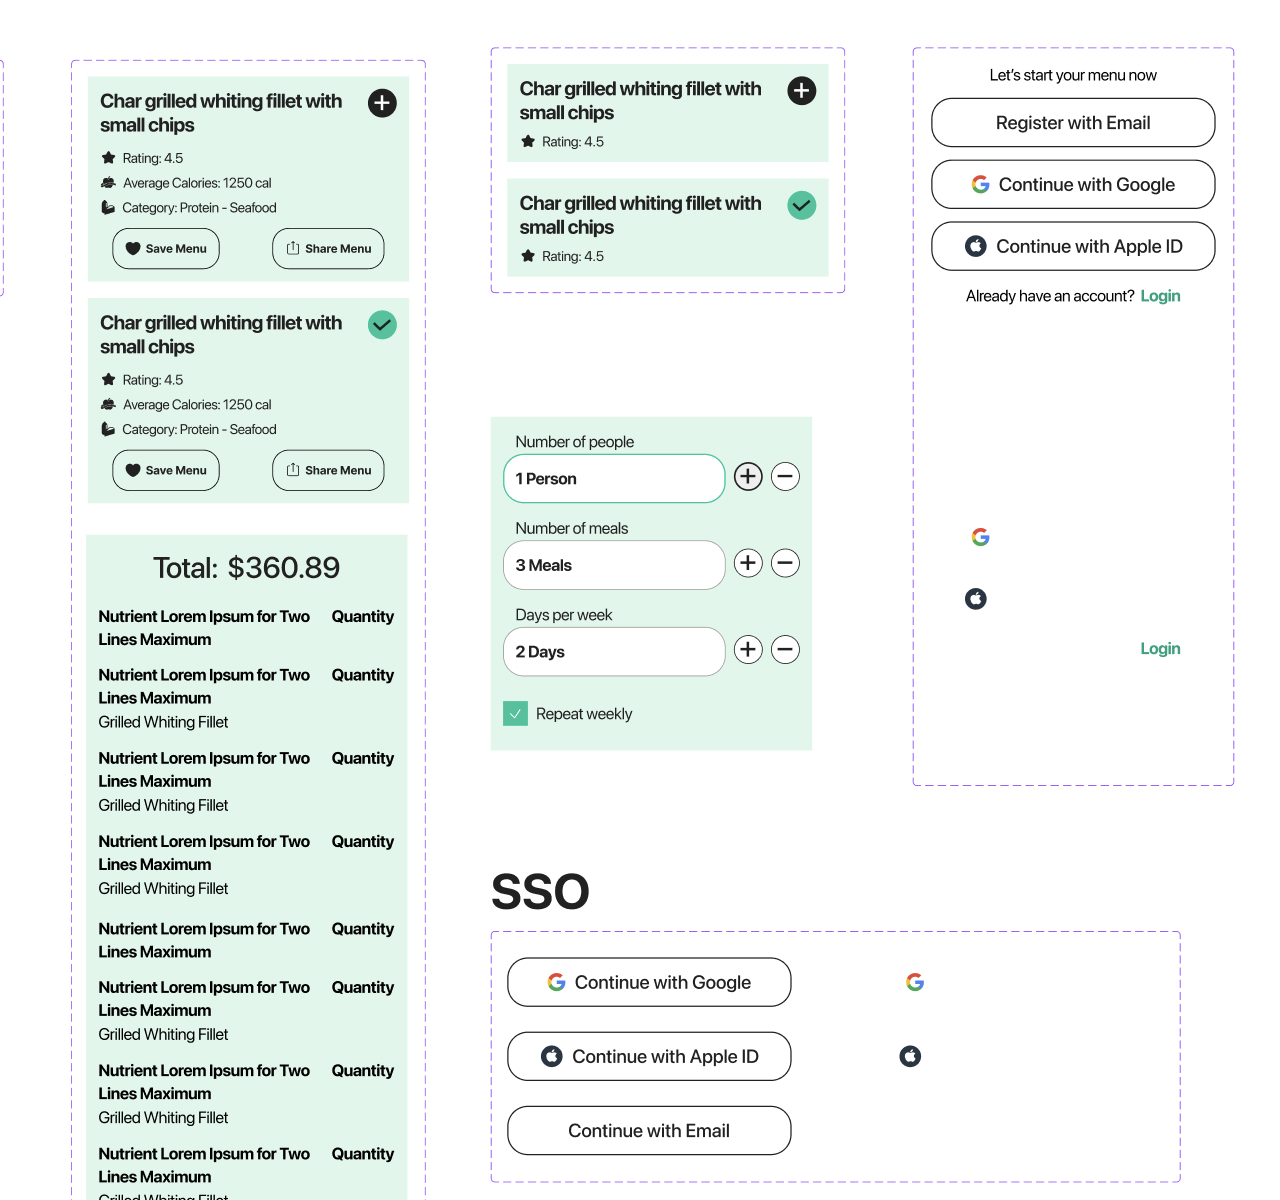 Char grilled whiting fillet with
small chips
Rating: 4.5
Average Calories: 1250 cal
Category: Protein - Seafood
Save Menu
Share Menu
Char grilled whiting fillet with
small chips
Rating: 4.5
Average Calories: 1250 cal
Category: Protein - Seafood
Save Menu
Share Menu
Total: $360.89
Nutrient Lorem Ipsum for Two Quantity
Lines Maximum
Nutrient Lorem Ipsum for Two Quantity
Lines Maximum
Grilled Whiting Fillet
Nutrient Lorem Ipsum for Two Quantity
Lines Maximum
Grilled Whiting Fillet
Nutrient Lorem Ipsum for Two Quantity
Lines Maximum
Grilled Whiting Fillet
Nutrient Lorem Ipsum for Two Quantity
Lines Maximum
Nutrient Lorem Ipsum for Two Quantity
Lines Maximum
Grilled Whiting Fillet
Nutrient Lorem Ipsum for Two Quantity
Lines Maximum
Grilled Whiting Fillet
Nutrient Lorem Ipsum for Two Quantity
Lines Maximum
Grilled Whiting Fillet
Char grilled whiting fillet with
small chips
Rating: 4.5
Char grilled whiting fillet with
small chips
Rating: 4.5
Number of people
1 Person
Number of meals
3 Meals
Days per week
2 Days
Repeat weekly
Let's start your menu now
Register with Email
Continue with Google
Continue with Apple ID
Already have an account? Login
Login
SSO
Continue with Google
Continue with Apple ID
Continue with Email